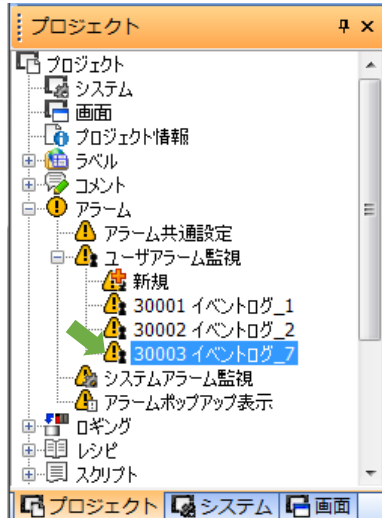 プロジェクト
プロジェクト
システム
画面
プロジェクト情報
ラベル
コメント
アラーム
アラーム共通設定
ユーザアラーム監視
新規
30001 イベントログ_1
30002 イベントログ_2
30003 イベントログ_7
システムアラーム監視
アラームポップアップ表示
ロギング
レシピ
スクリプト
プロジェクト システム 画面